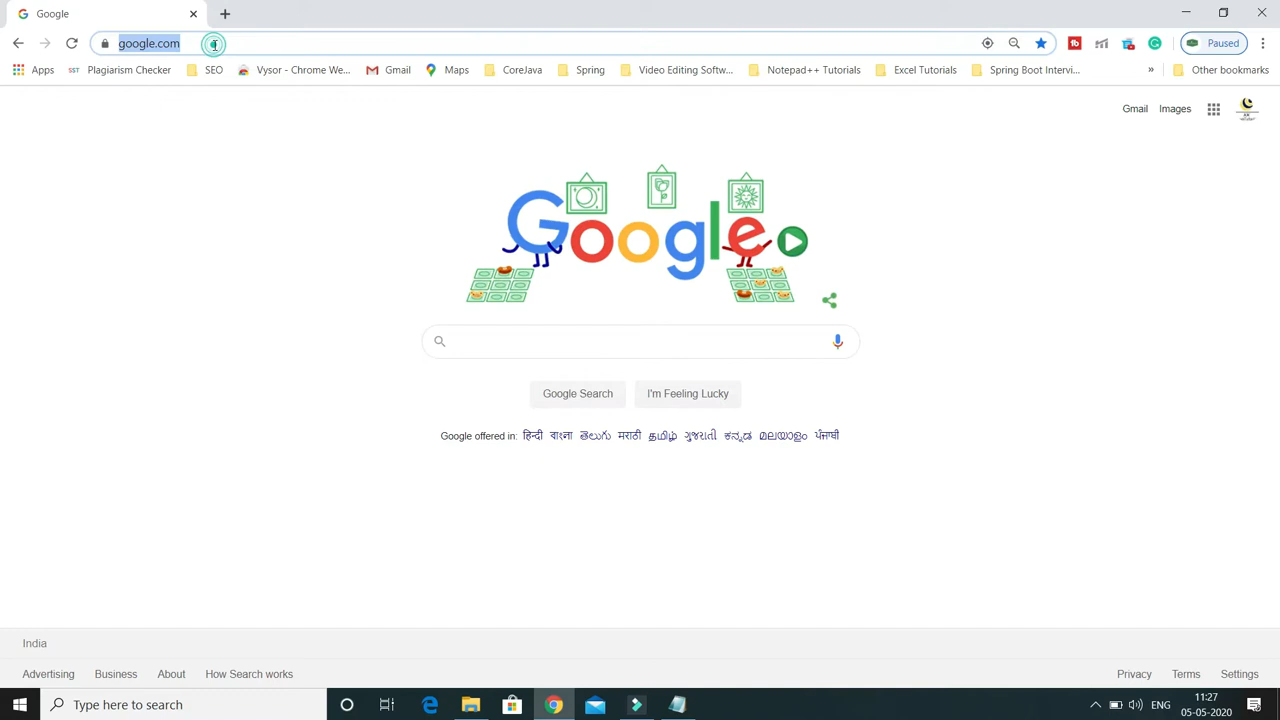 Google
google.com
Paused
Apps
SST Plagiarism Checker
SEO
Vysor - Chrome We...
Gmail
Maps
CoreJava
Spring
Video Editing Softw...
Notepad++ Tutorials
Excel Tutorials
Spring Boot Intervi...
»
Other bookmarks
Gmail Images
Google
Google Search
I'm Feeling Lucky
Google offered in: हिन्दी বাংলা తెలుగు मराठी தமிழ் ગુજરાતી ಕನ್ನಡ മലയാളം ਪੰਜਾਬੀ
India
Advertising Business About How Search works
Privacy Terms Settings
Type here to search
ENG
11:27
05-05-2020